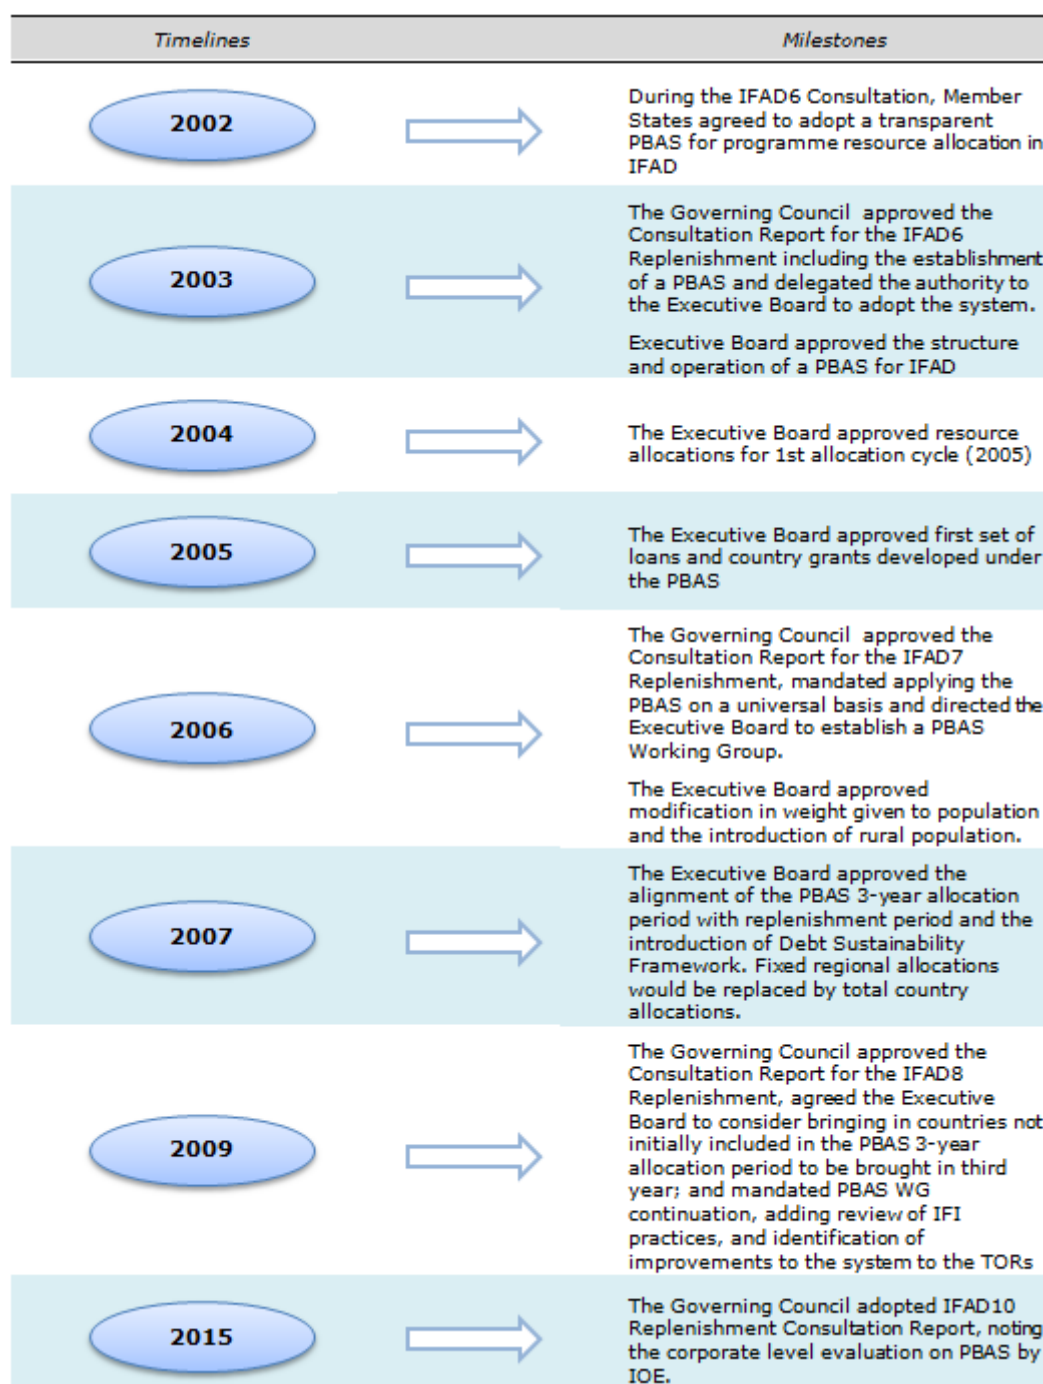 Timelines
Milestones
2002
During the IFAD6 Consultation, Member
States agreed to adopt a transparent
PBAS for programme resource allocation in
IFAD
2003
The Governing Council approved the
Consultation Report for the IFAD6
Replenishment including the establishment
of a PBAS and delegated the authority to
the Executive Board to adopt the system.
Executive Board approved the structure
and operation of a PBAS for IFAD
2004
The Executive Board approved resource
allocations for 1st allocation cycle (2005)
2005
The Executive Board approved first set of
loans and country grants developed under
the PBAS
2006
The Governing Council approved the
Consultation Report for the IFAD7
Replenishment, mandated applying the
PBAS on a universal basis and directed the
Executive Board to establish a PBAS
Working Group.
The Executive Board approved
modification in weight given to population
and the introduction of rural population.
2007
The Executive Board approved the
alignment of the PBAS 3-year allocation
period with replenishment period and the
introduction of Debt Sustainability
Framework. Fixed regional allocations
would be replaced by total country
allocations.
2009
The Governing Council approved the
Consultation Report for the IFAD8
Replenishment, agreed the Executive
Board to consider bringing in countries not
initially included in the PBAS 3-year
allocation period to be brought in third
year; and mandated PBAS WG
continuation, adding review of IFI
practices, and identification of
improvements to the system to the TORs
2015
The Governing Council adopted IFAD10
Replenishment Consultation Report, noting
the corporate level evaluation on PBAS by
IOE.